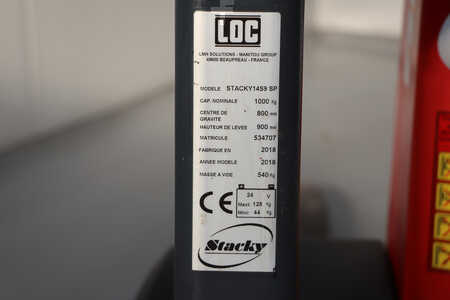 LOC
LMH SOLUTIONS - MANITOU GROUP
49600 BEAUPREAU - FRANCE
MODELE STACKY1459 SP
CAP. NOMINALE 1000 kg
CENTRE DE GRAVITE 800 mm
HAUTEUR DE LEVEE 900 mm
MATRICULE 534707
FABRIQUE EN 2018
ANNEE MODELE 2018
MASSE A VIDE 540 kg
CE
24 V
Maxi: 128 kg
Mini: 44 kg
Stacky